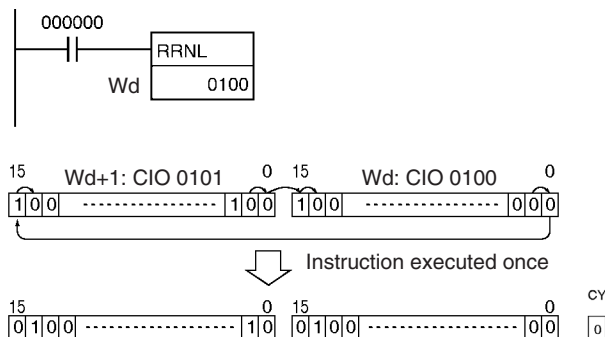 000000
RRNL
Wd 0100
15 Wd+1: CIO 0101 0 15 Wd: CIO 0100 0
1 0 0 1 0 0 1 0 0 0 0 0
Instruction executed once
15 0 15 0 CY
0 1 0 0 1 0 0 1 0 0 0 0 0